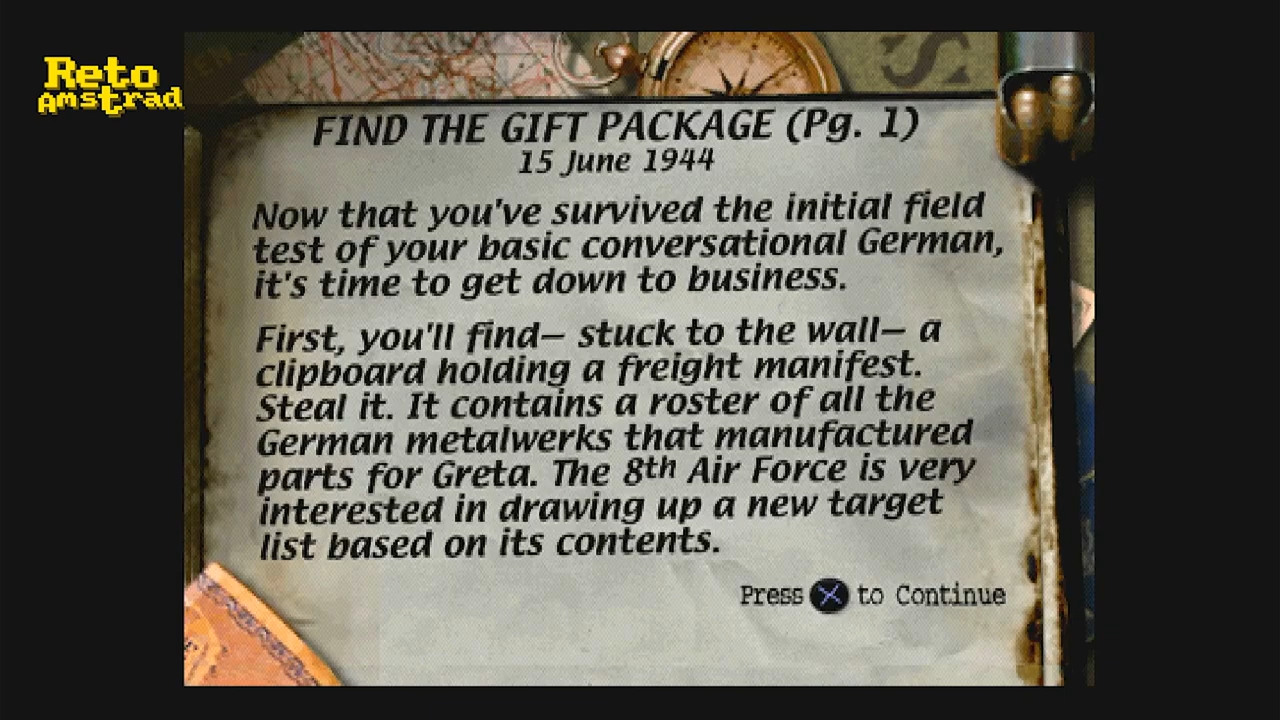 Reto
Amstrad
FIND THE GIFT PACKAGE (Pg. 1)
15 June 1944
Now that you've survived the initial field
test of your basic conversational German,
it's time to get down to business.
First, you'll find— stuck to the wall— a
clipboard holding a freight manifest.
Steal it. It contains a roster of all the
German metalwerks that manufactured
parts for Greta. The 8th Air Force is very
interested in drawing up a new target
list based on its contents.
Press X to Continue